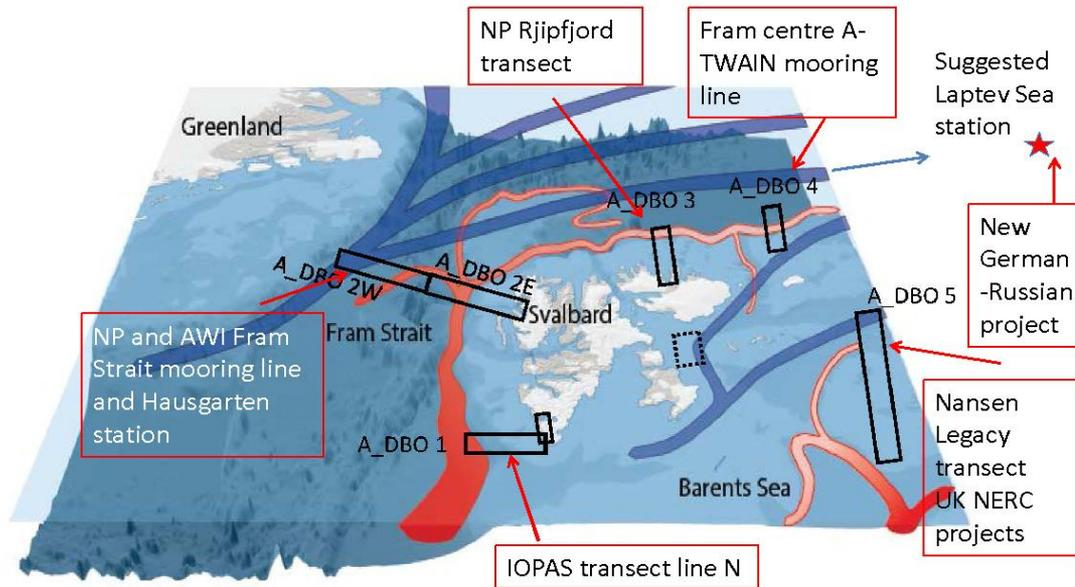 NP Rjipfjord
transect
Fram centre A-
TWAIN mooring
line
Suggested
Laptev Sea
station
Greenland
A_DBO 3
A_DBO 4
New
German
-Russian
project
A_DBO 2W
A_DBO 2E
Svalbard
A_DBO 5
NP and AWI Fram
Strait mooring line
and Hausgarten
station
Fram Strait
A_DBO 1
Barents Sea
Nansen
Legacy
transect
UK NERC
projects
IOPAS transect line N